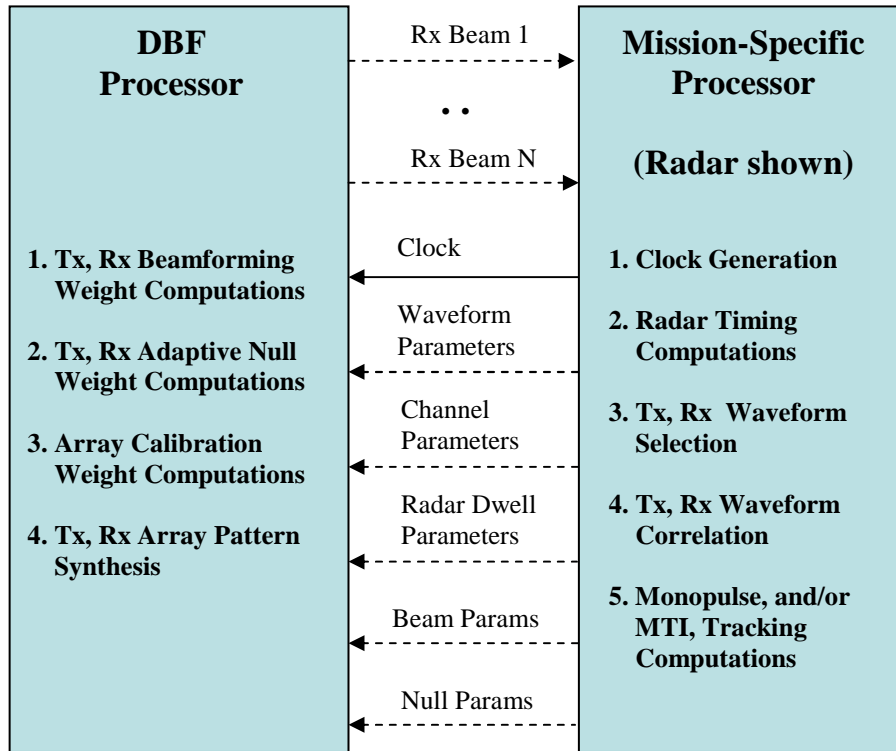 DBF
Processor
1. Tx, Rx Beamforming
Weight Computations
2. Tx, Rx Adaptive Null
Weight Computations
3. Array Calibration
Weight Computations
4. Tx, Rx Array Pattern
Synthesis
Rx Beam 1
. .
Rx Beam N
Clock
Waveform
Parameters
Channel
Parameters
Radar Dwell
Parameters
Beam Params
Null Params
Mission-Specific
Processor
(Radar shown)
1. Clock Generation
2. Radar Timing
Computations
3. Tx, Rx Waveform
Selection
4. Tx, Rx Waveform
Correlation
5. Monopulse, and/or
MTI, Tracking
Computations